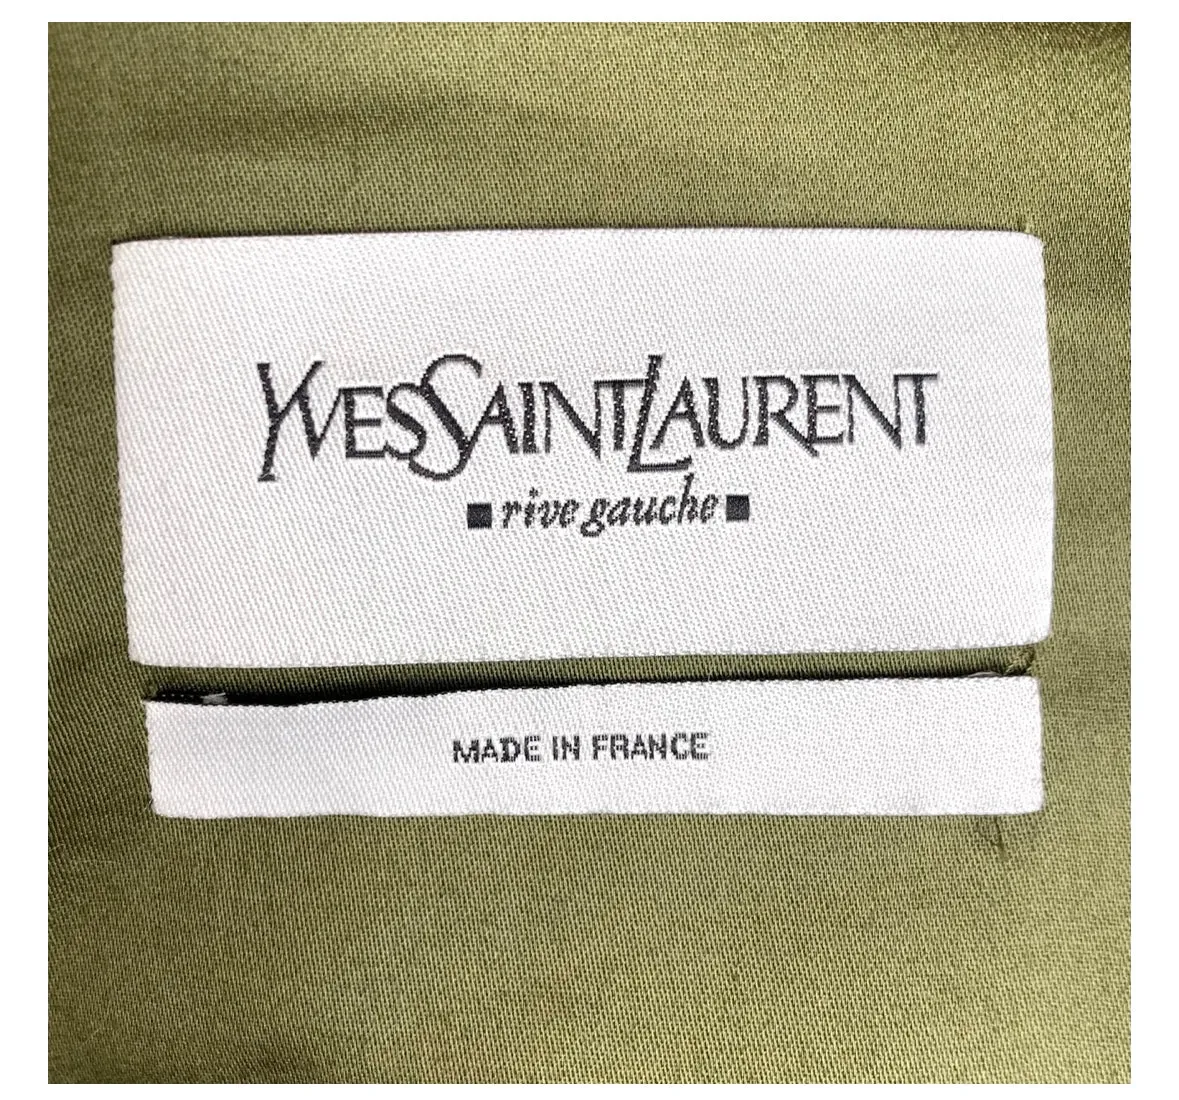 YVESSAINTLAURENT
■ rive gauche ■
MADE IN FRANCE